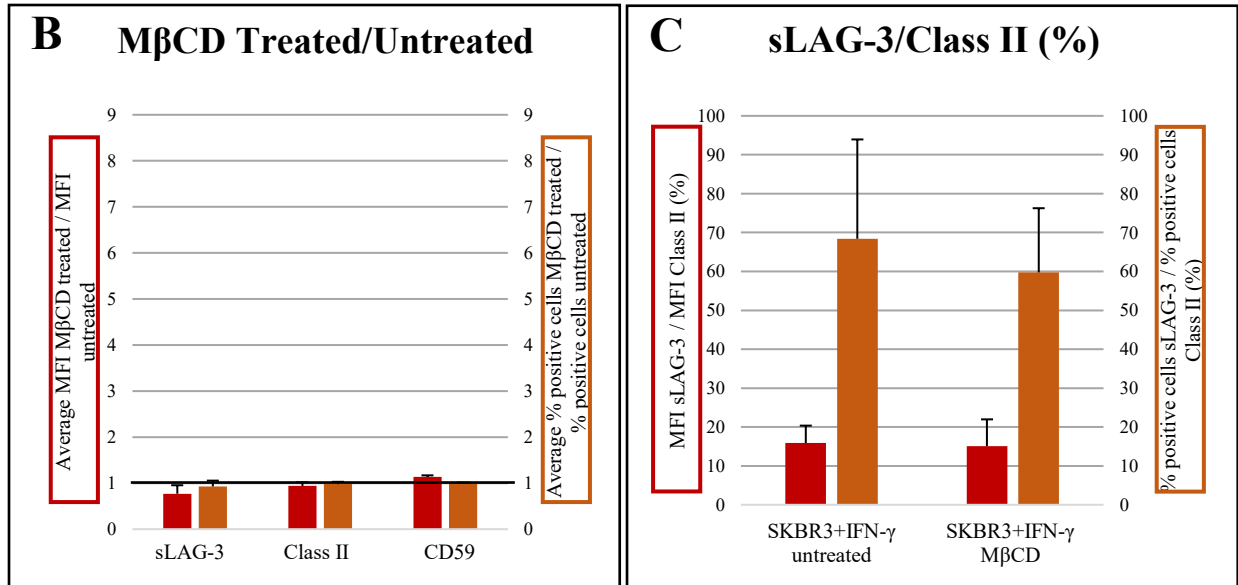 B
MβCD Treated/Untreated
Average MFI MβCD treated / MFI
untreated
9
8
7
6
5
4
3
2
1
0
9
8
7
6
5
4
3
2
1
0
Average % positive cells MβCD treated /
% positive cells untreated
sLAG-3
Class II
CD59
C
sLAG-3/Class II (%)
MFI sLAG-3 / MFI Class II (%)
100
90
80
70
60
50
40
30
20
10
0
100
90
80
70
60
50
40
30
20
10
0
% positive cells sLAG-3 / % positive cells
Class II (%)
SKBR3+IFN-γ
untreated
SKBR3+IFN-γ
MβCD